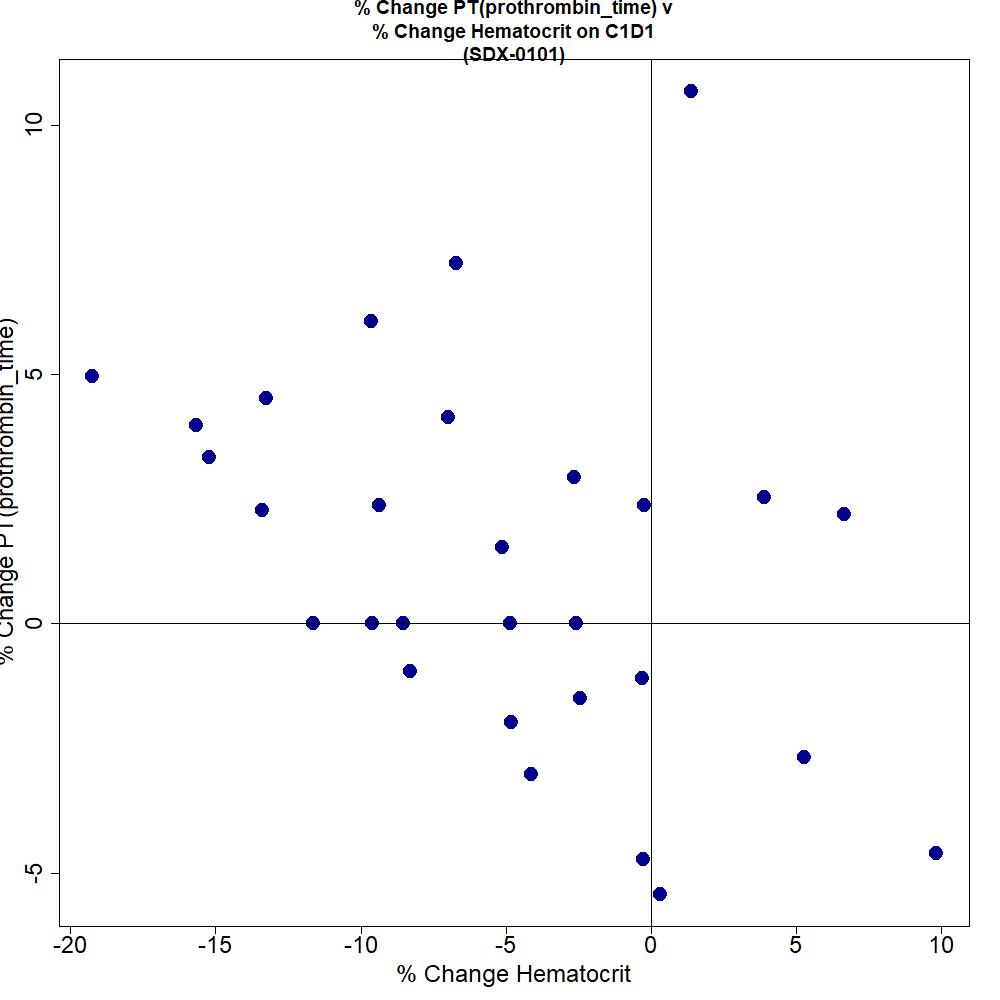 % Change PT(prothrombin_time) v
% Change Hematocrit on C1D1
(SDX-0101)
% Change PT(prothrombin_time)
10
5
0
-5
-20
-15
-10
-5
0
5
10
% Change Hematocrit